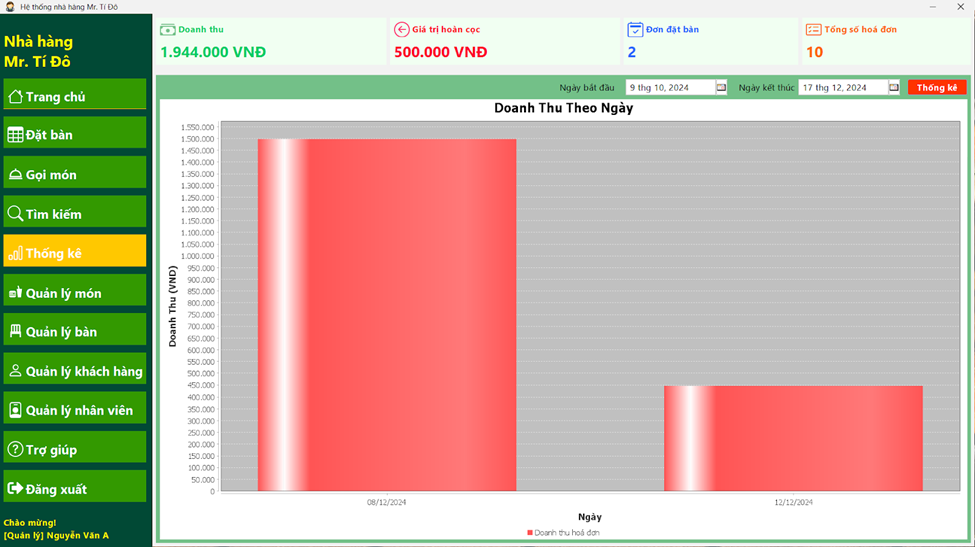 Hệ thống nhà hàng Mr. Tí Đô
Nhà hàng
Mr. Tí Đô
Trang chủ
Đặt bàn
Gọi món
Tìm kiếm
Thống kê
Quản lý món
Quản lý bàn
Quản lý khách hàng
Quản lý nhân viên
Trợ giúp
Đăng xuất
Chào mừng!
[Quản lý] Nguyễn Văn A
Doanh thu
1.944.000 VNĐ
Giá trị hoàn cọc
500.000 VNĐ
Đơn đặt bàn
2
Tổng số hoá đơn
10
Ngày bắt đầu 9 thg 10, 2024 Ngày kết thúc 17 thg 12, 2024 Thống kê
Doanh Thu Theo Ngày
Doanh Thu (VND)
1.550.000
1.500.000
1.450.000
1.400.000
1.350.000
1.300.000
1.250.000
1.200.000
1.150.000
1.100.000
1.050.000
1.000.000
950.000
900.000
850.000
800.000
750.000
700.000
650.000
600.000
550.000
500.000
450.000
400.000
350.000
300.000
250.000
200.000
150.000
100.000
50.000
0
08/12/2024 12/12/2024
Ngày
Doanh thu hoá đơn